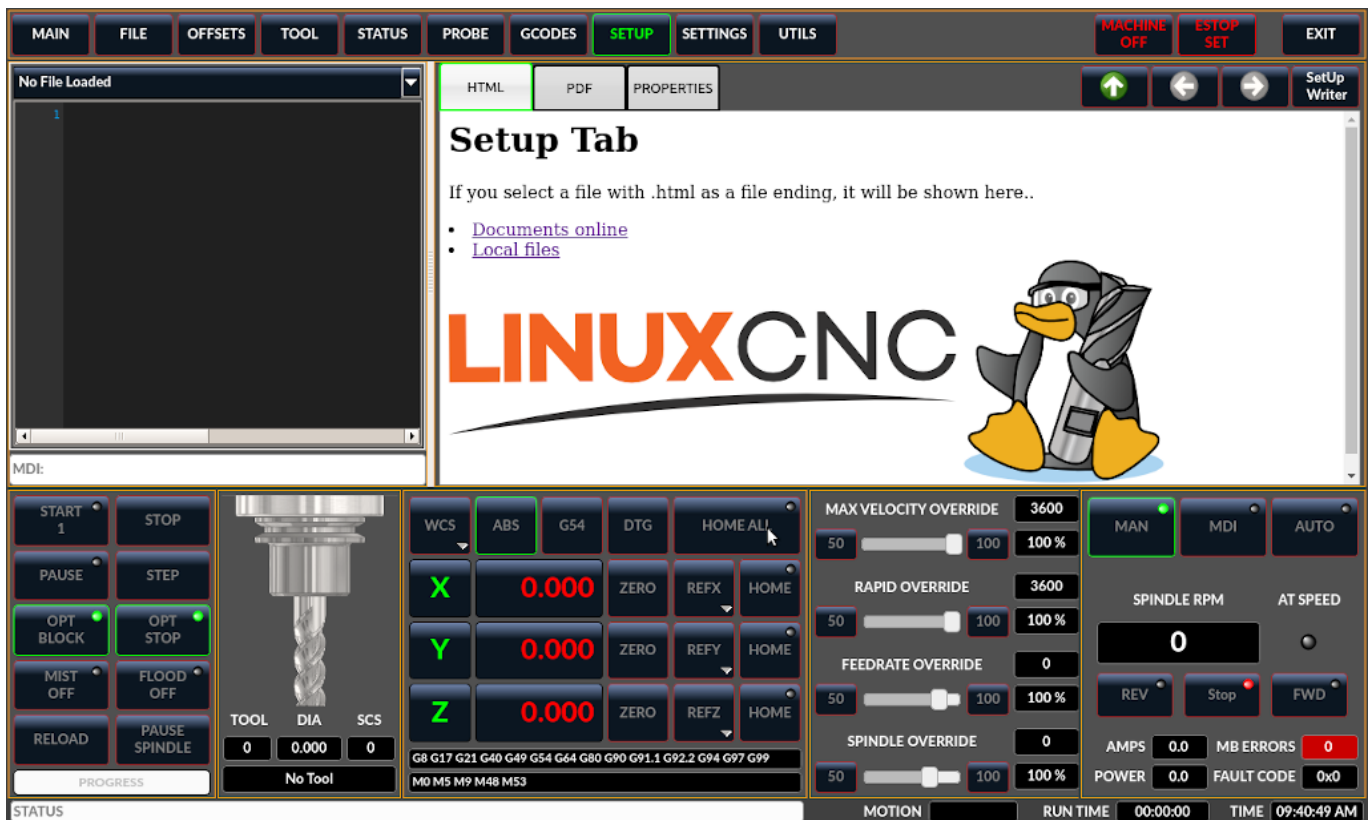 MAIN FILE OFFSETS TOOL STATUS PROBE GCODES SETUP SETTINGS UTILS MACHINE OFF ESTOP SET EXIT
No File Loaded
1
MDI:
HTML PDF PROPERTIES SetUp Writer
Setup Tab
If you select a file with .html as a file ending, it will be shown here..
• Documents online
• Local files
LINUXCNC
START 1 STOP
PAUSE STEP
OPT BLOCK OPT STOP
MIST OFF FLOOD OFF
RELOAD PAUSE SPINDLE
PROGRESS
TOOL DIA SCS
0 0.000 0
No Tool
WCS ABS G54 DTG HOME ALL
X 0.000 ZERO REFX HOME
Y 0.000 ZERO REFY HOME
Z 0.000 ZERO REFZ HOME
G8 G17 G21 G40 G49 G54 G64 G80 G90 G91.1 G92.2 G94 G97 G99
M0 M5 M9 M48 M53
MAX VELOCITY OVERRIDE 3600
50 100 100 %
RAPID OVERRIDE 3600
50 100 100 %
FEEDRATE OVERRIDE 0
50 100 100 %
SPINDLE OVERRIDE 0
50 100 100 %
MAN MDI AUTO
SPINDLE RPM AT SPEED
0
REV Stop FWD
AMPS 0.0 MB ERRORS 0
POWER 0.0 FAULT CODE 0x0
STATUS MOTION RUN TIME 00:00:00 TIME 09:40:49 AM